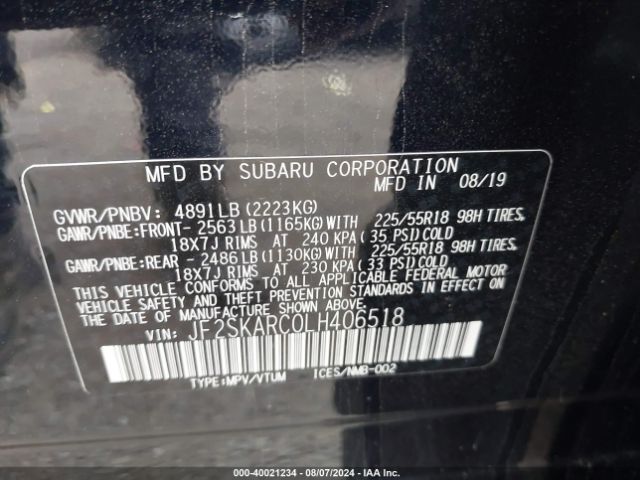 MFD BY SUBARU CORPORATION
MFD IN 08/19
GVWR/PNBV: 4891LB (2223KG)
GAWR/PNBE:FRONT- 2563LB (1165KG)WITH 225/55R18 98H TIRES,
18X7J RIMS AT 240 KPA (35 PSI)COLD
GAWR/PNBE:REAR - 2486LB (1130KG)WITH 225/55R18 98H TIRES,
18X7J RIMS AT 230 KPA (33 PSI)COLD
THIS VEHICLE CONFORMS TO ALL APPLICABLE FEDERAL MOTOR
VEHICLE SAFETY AND THEFT PREVENTION STANDARDS IN EFFECT ON
THE DATE OF MANUFACTURE SHOWN ABOVE.
VIN: JF2SKARC0LH406518
TYPE:MPV/VTUM ICES/NMB-002
000-40021234 - 08/07/2024 - IAA Inc.